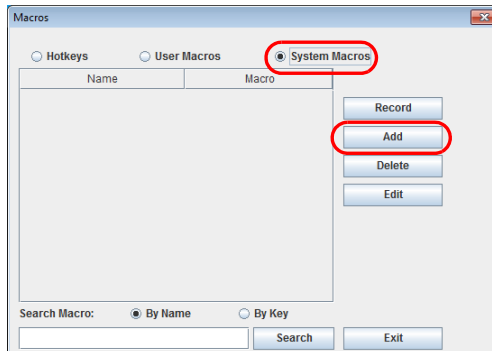 Macros
Hotkeys User Macros System Macros
Name Macro
Record
Add
Delete
Edit
Search Macro: By Name By Key
Search Exit